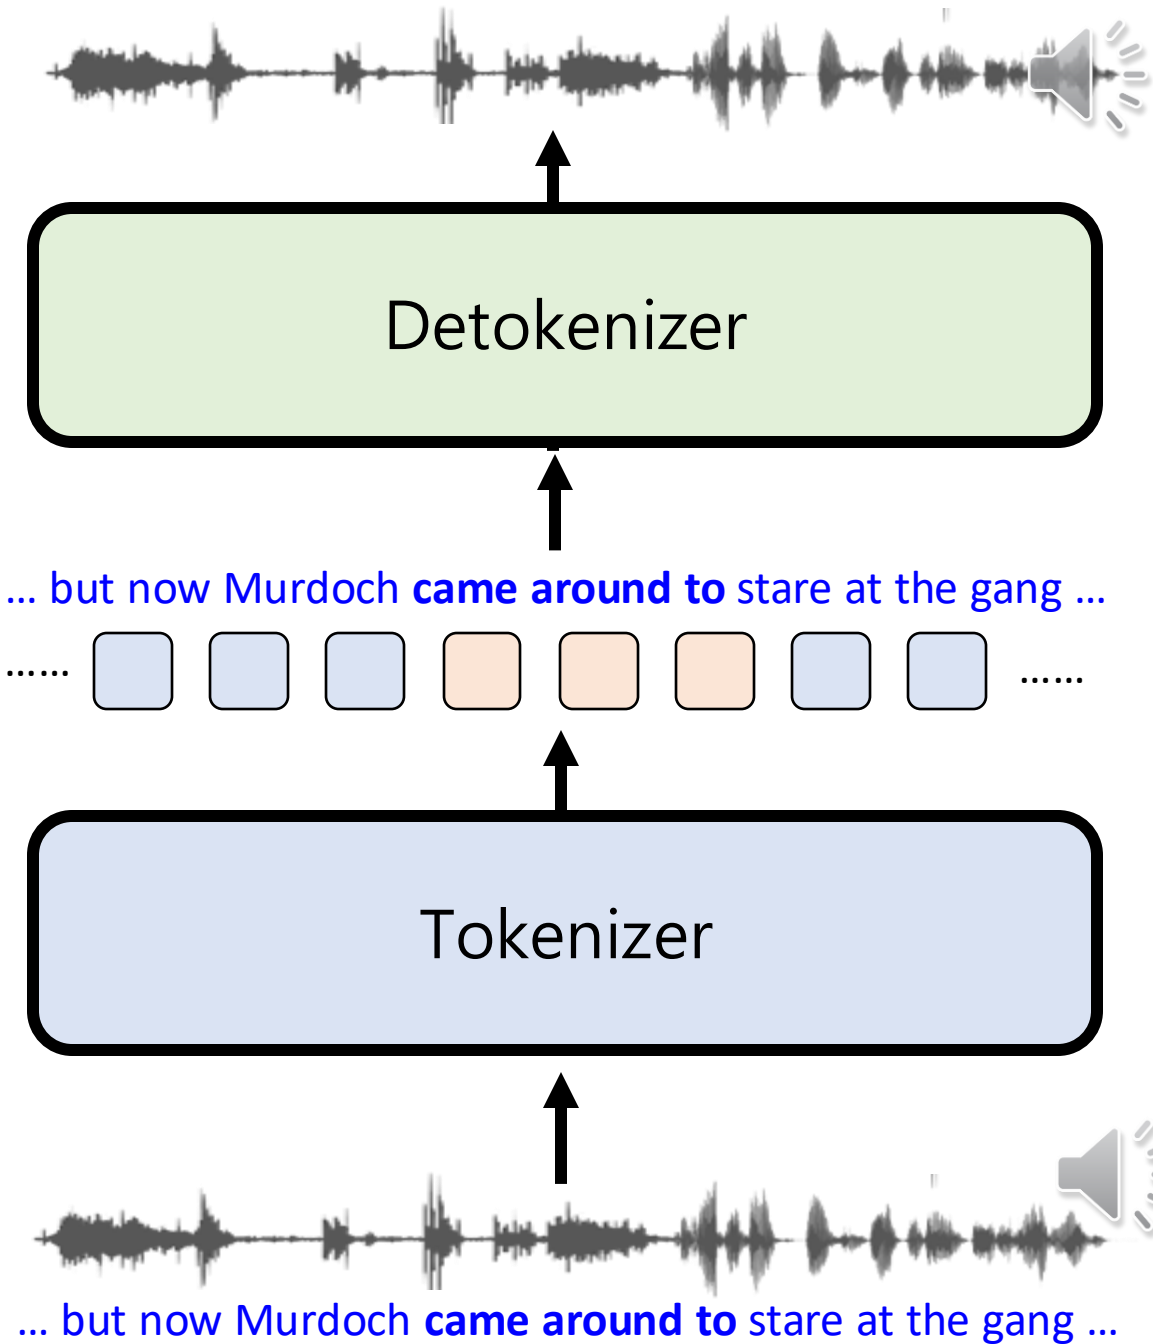 Detokenizer
... but now Murdoch came around to stare at the gang ...
...... ......
Tokenizer
... but now Murdoch came around to stare at the gang ...